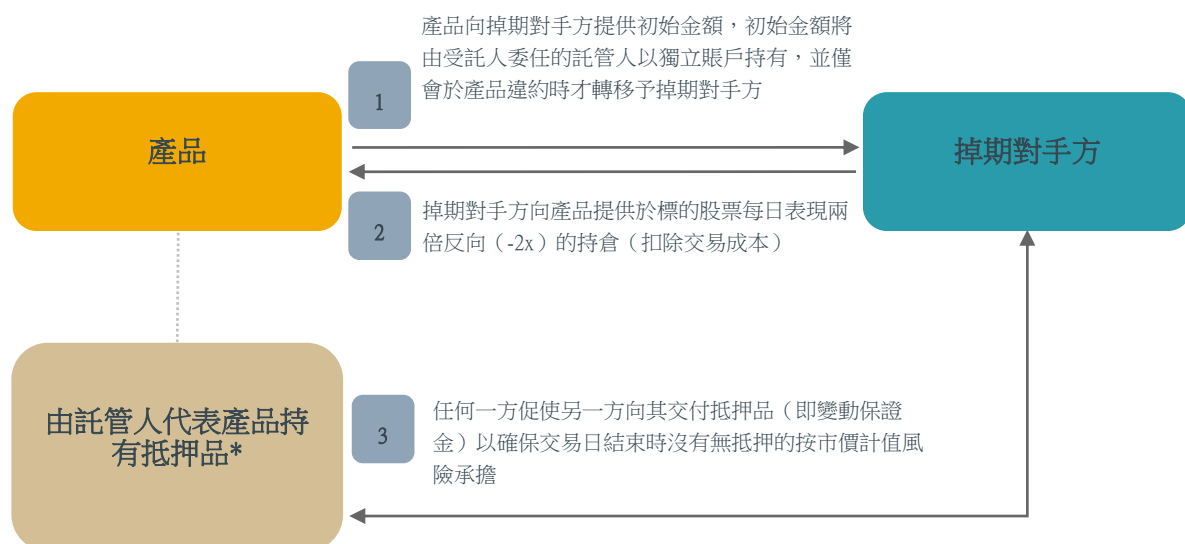 產品向掉期對手方提供初始金額，初始金額將
由受託人委任的託管人以獨立賬戶持有，並僅
會於產品違約時才轉移予掉期對手方
1
產品
掉期對手方
2
掉期對手方向產品提供於標的股票每日表現兩
倍反向（-2x）的持倉（扣除交易成本）
由託管人代表產品持
有抵押品*
3
任何一方促使另一方向其交付抵押品（即變動保證
金）以確保交易日結束時沒有無抵押的按市價計值風
險承擔